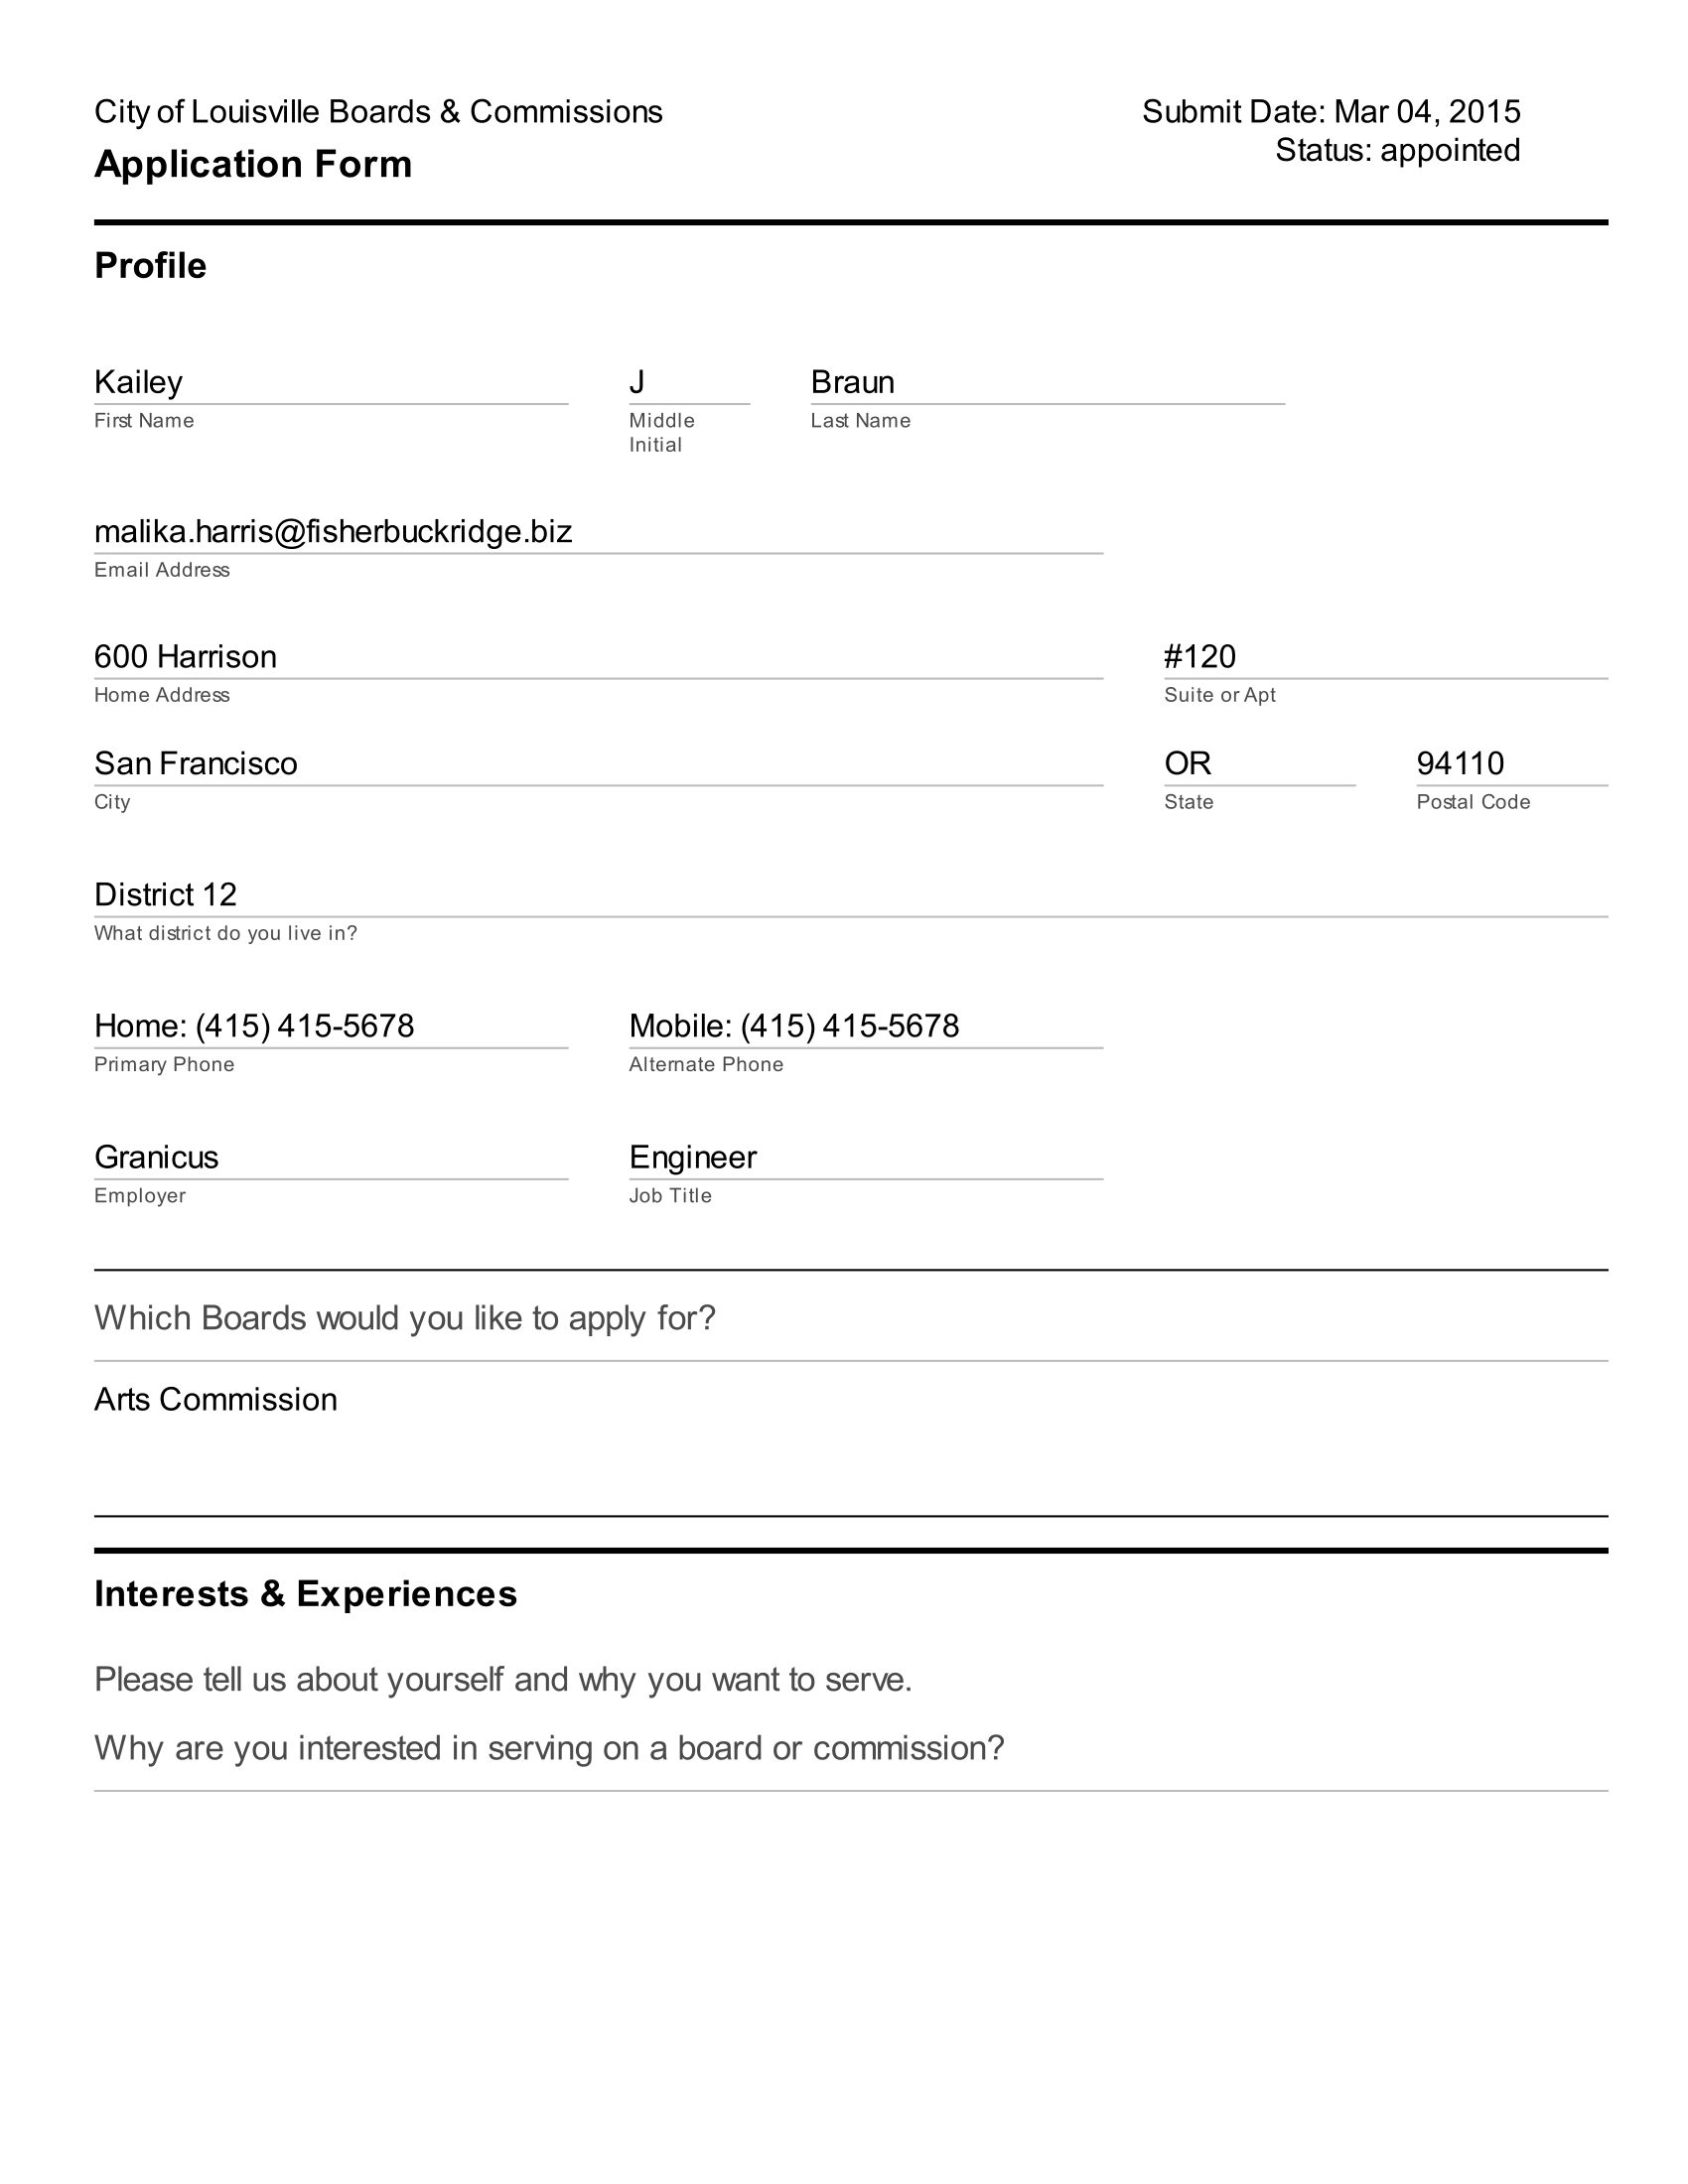 City of Louisville Boards & Commissions
Submit Date: Mar 04, 2015
Application Form
Status: appointed
Profile
Kailey J Braun
First Name Middle Initial Last Name
malika.harris@fisherbuckridge.biz
Email Address
600 Harrison #120
Home Address Suite or Apt
San Francisco OR 94110
City State Postal Code
District 12
What district do you live in?
Home: (415) 415-5678 Mobile: (415) 415-5678
Primary Phone Alternate Phone
Granicus Engineer
Employer Job Title
Which Boards would you like to apply for?
Arts Commission
Interests & Experiences
Please tell us about yourself and why you want to serve.
Why are you interested in serving on a board or commission?